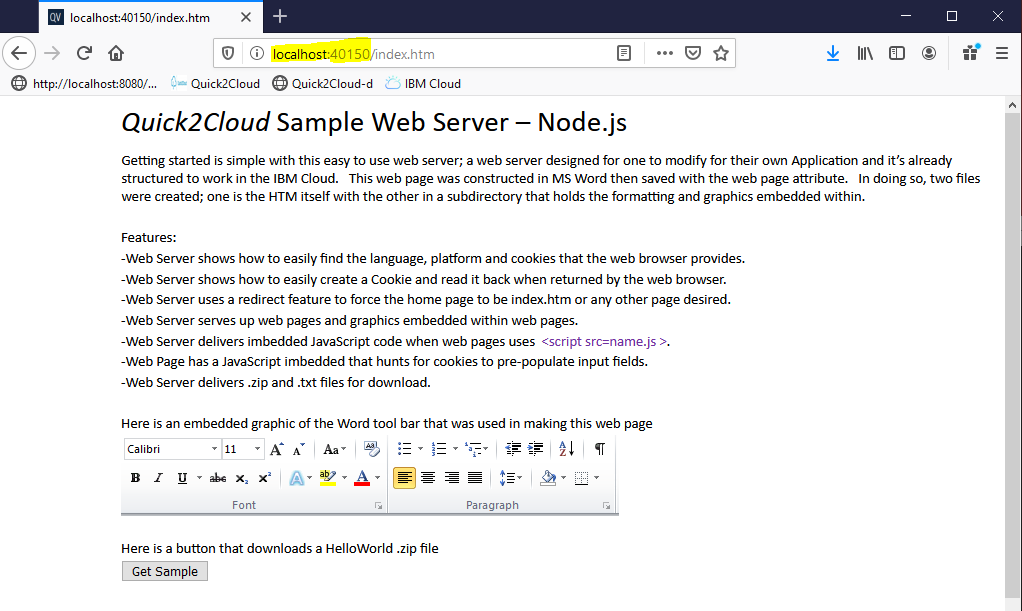 QV localhost:40150/index.htm
localhost:40150/index.htm
http://localhost:8080/... Quick2Cloud Quick2Cloud-d IBM Cloud
Quick2Cloud Sample Web Server – Node.js
Getting started is simple with this easy to use web server; a web server designed for one to modify for their own Application and it’s already
structured to work in the IBM Cloud. This web page was constructed in MS Word then saved with the web page attribute. In doing so, two files
were created; one is the HTM itself with the other in a subdirectory that holds the formatting and graphics embedded within.
Features:
-Web Server shows how to easily find the language, platform and cookies that the web browser provides.
-Web Server shows how to easily create a Cookie and read it back when returned by the web browser.
-Web Server uses a redirect feature to force the home page to be index.htm or any other page desired.
-Web Server serves up web pages and graphics embedded within web pages.
-Web Server delivers imbedded JavaScript code when web pages uses <script src=name.js >.
-Web Page has a JavaScript imbedded that hunts for cookies to pre-populate input fields.
-Web Server delivers .zip and .txt files for download.
Here is an embedded graphic of the Word tool bar that was used in making this web page
Calibri 11 A A Aa Aa
B I U abc x₂ x² A ab A
Font Paragraph
Here is a button that downloads a HelloWorld .zip file
Get Sample